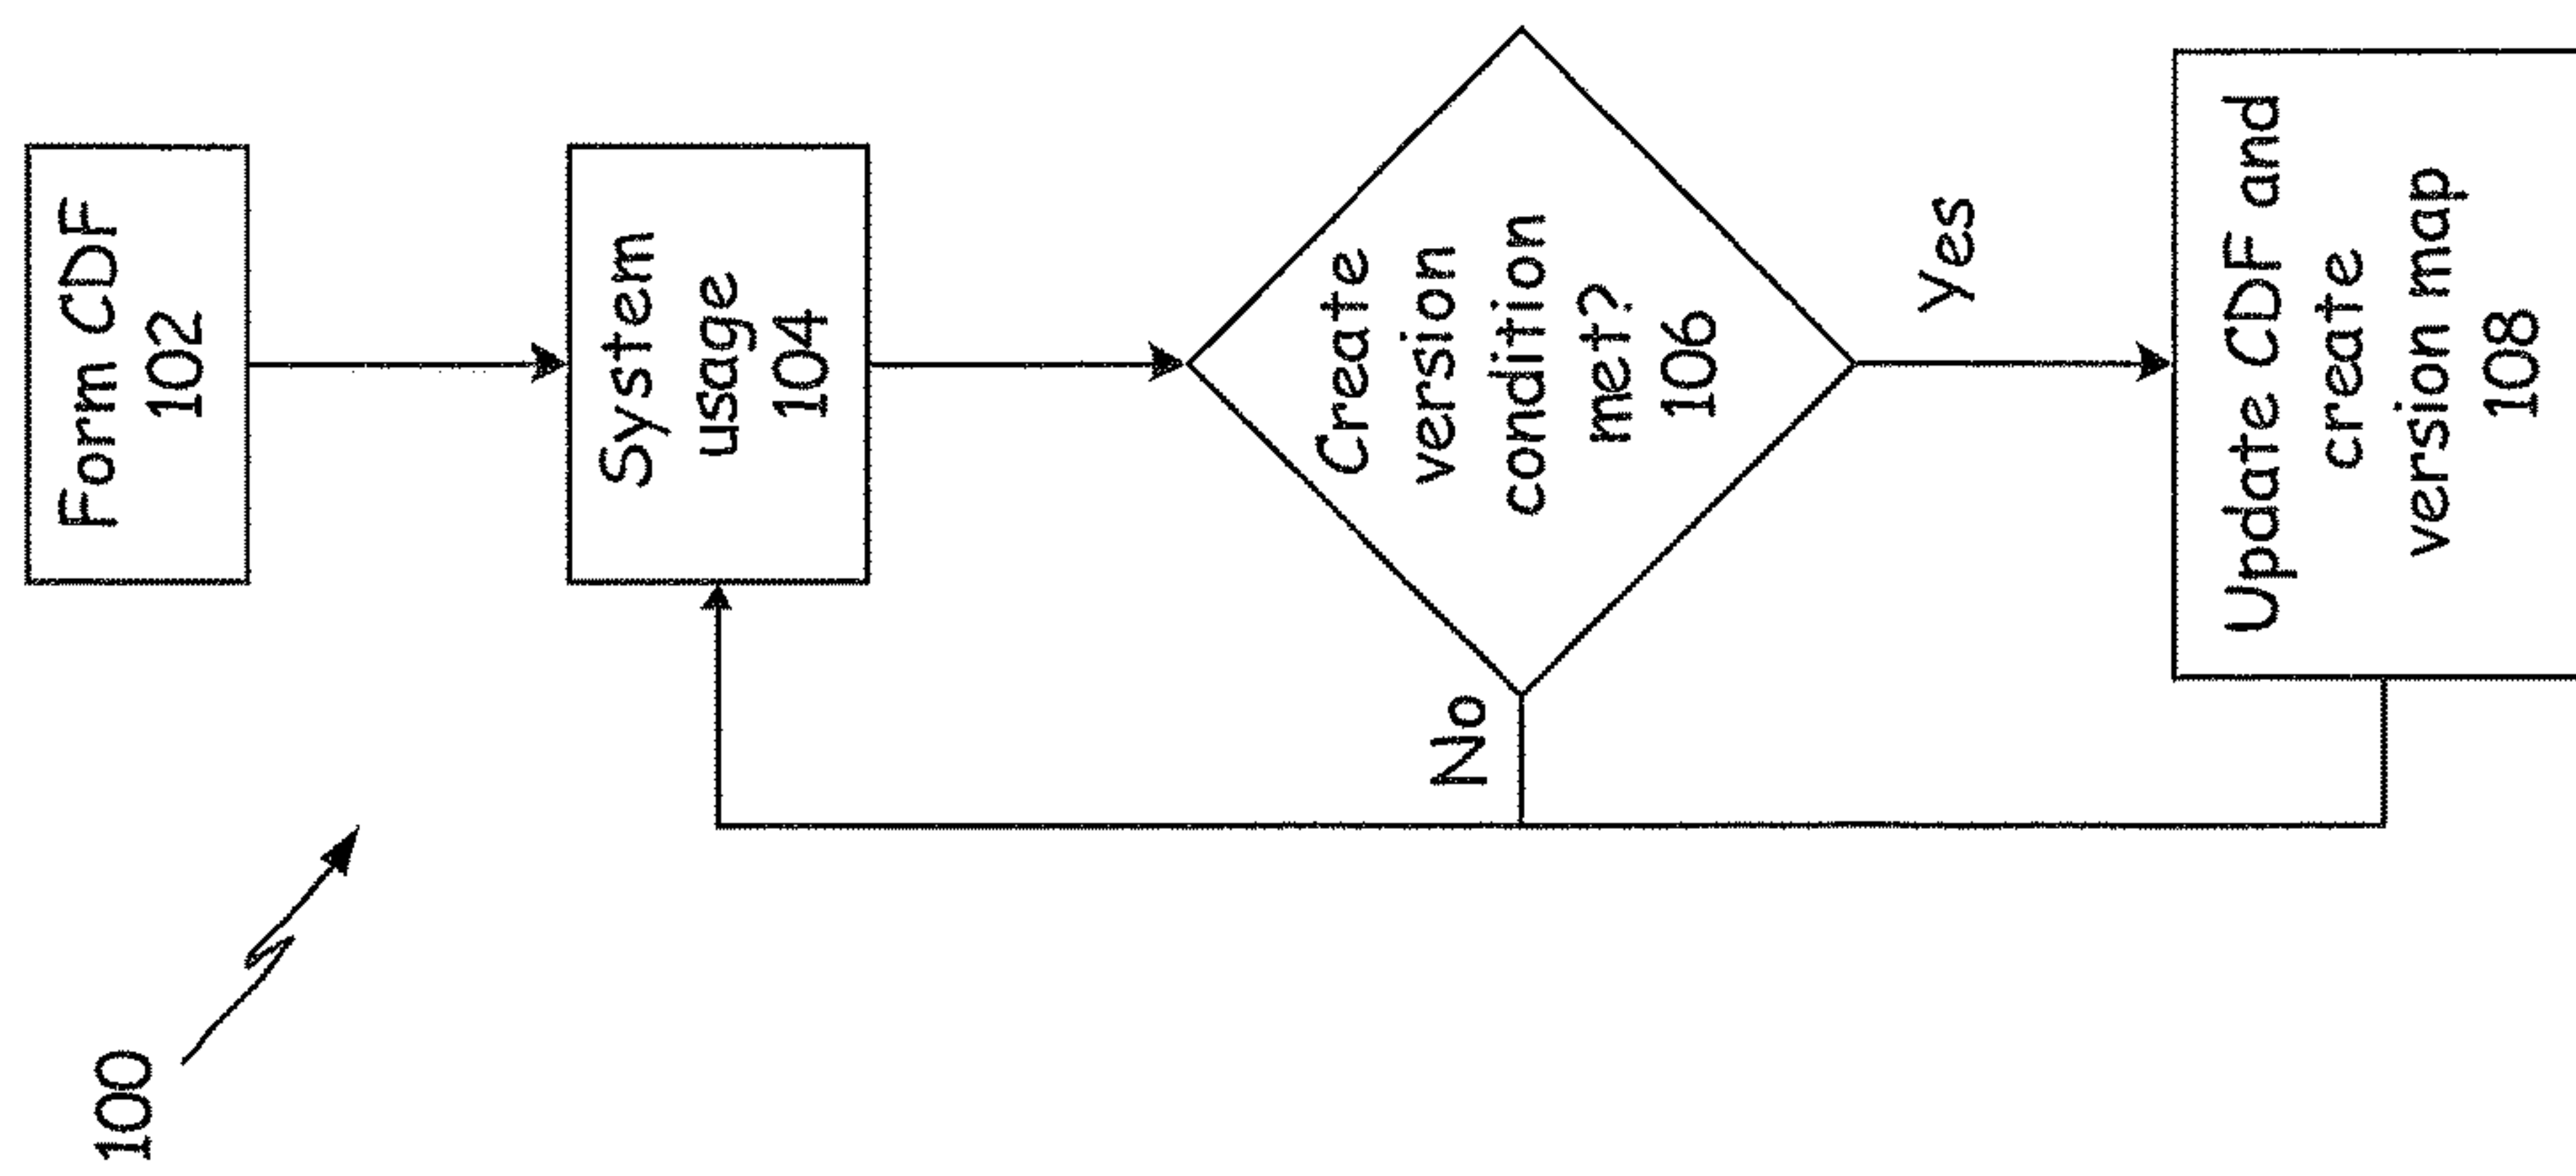 100
Form CDF
102
System
usage
104
Create
version
condition
met?
106
No
Yes
Update CDF and
create
version map
108